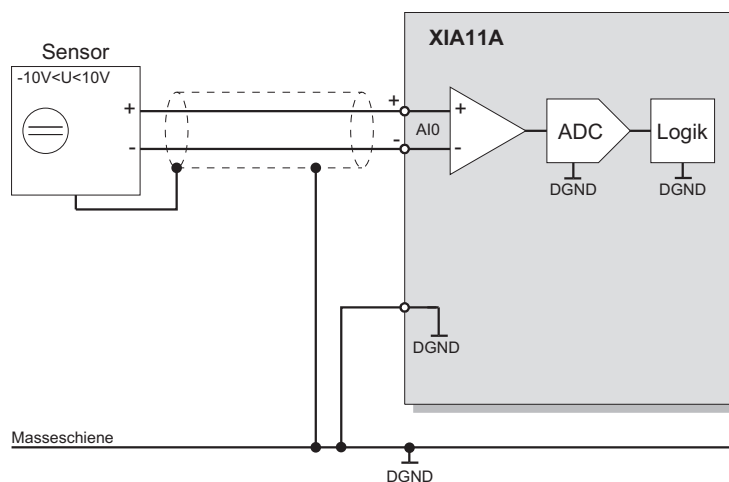 XIA11A
Sensor
-10V<U<10V
+
-
+
-
AI0
+
-
ADC
Logik
DGND
DGND
DGND
Masseschiene
DGND